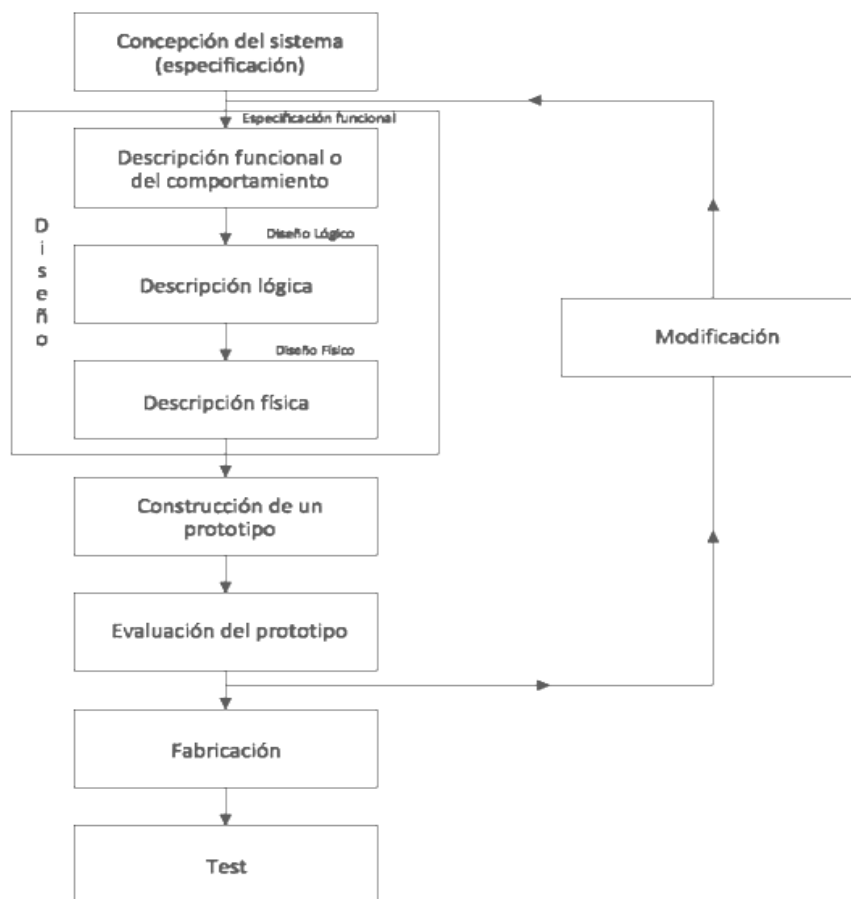 Concepción del sistema
(especificación)
Especificación funcional
Descripción funcional o
del comportamiento
Diseño
Diseño Lógico
Descripción lógica
Diseño Físico
Descripción física
Modificación
Construcción de un
prototipo
Evaluación del prototipo
Fabricación
Test